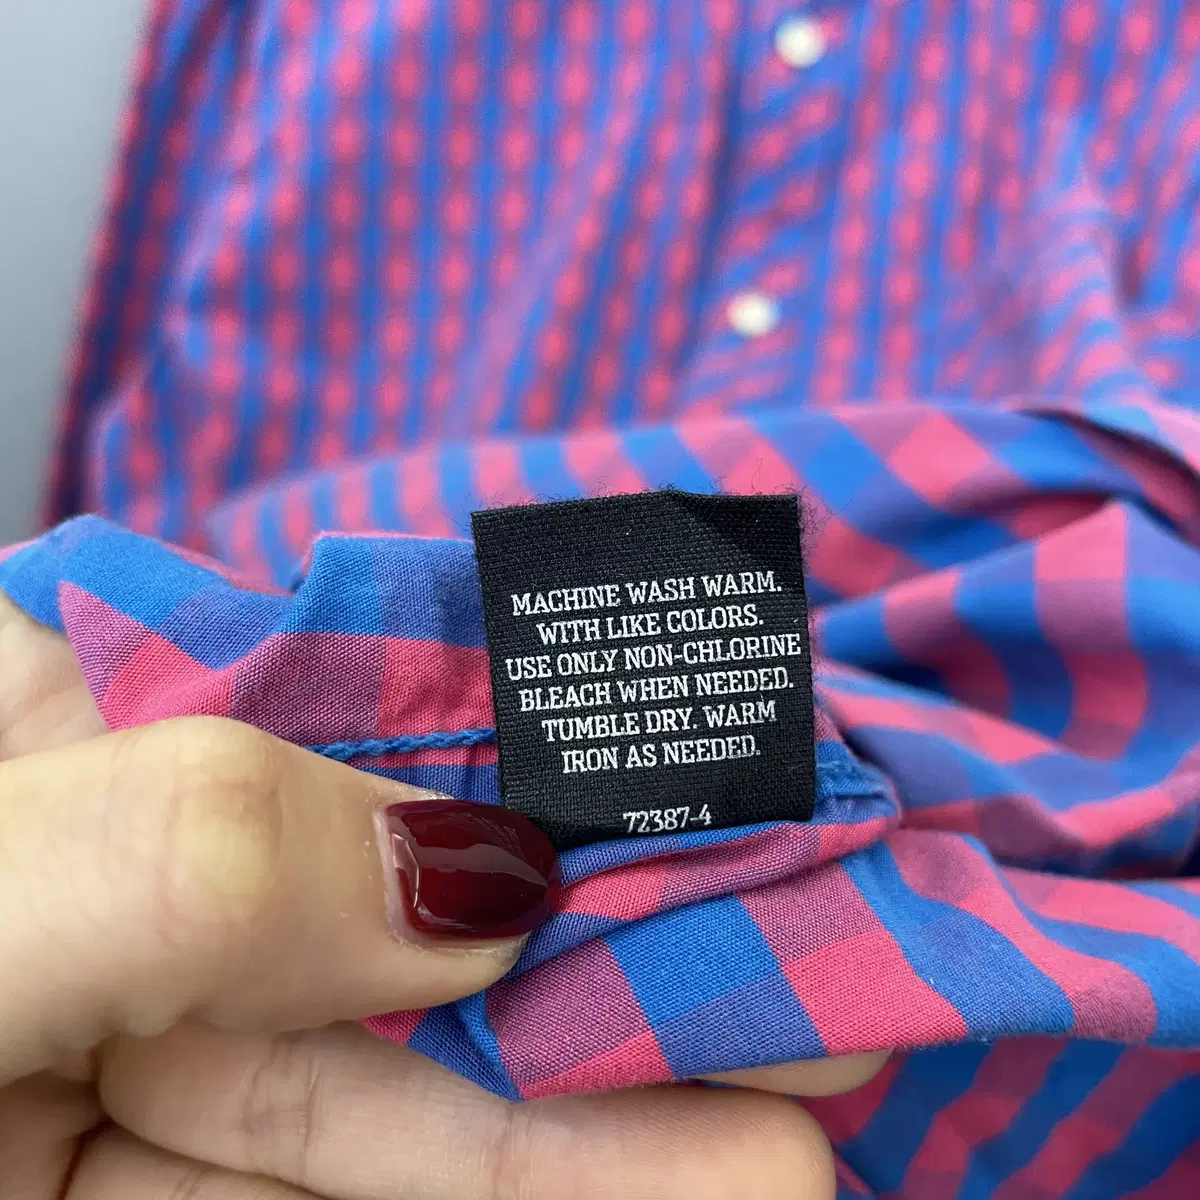 MACHINE WASH WARM.
WITH LIKE COLORS.
USE ONLY NON-CHLORINE
BLEACH WHEN NEEDED.
TUMBLE DRY. WARM
IRON AS NEEDED.
72387-4